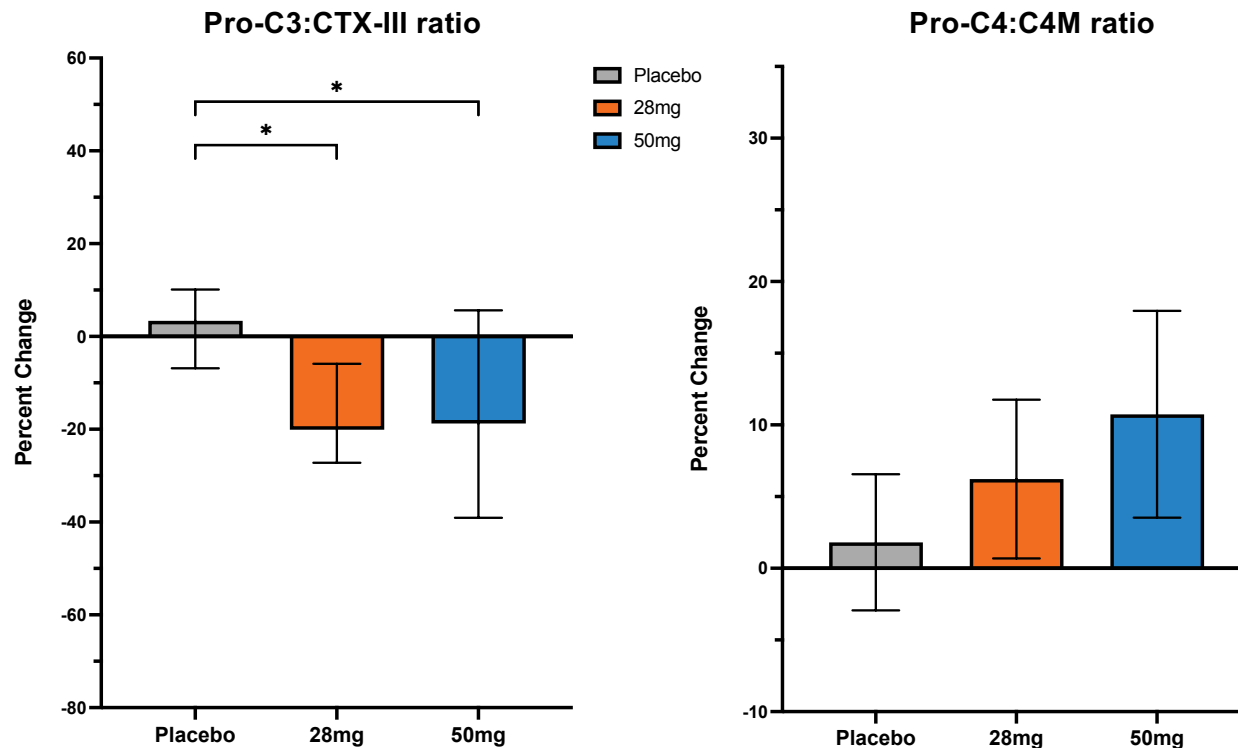 Pro-C3:CTX-III ratio
Percent Change
60
40
20
0
-20
-40
-60
-80
*
*
Placebo
28mg
50mg
Placebo
28mg
50mg
Pro-C4:C4M ratio
Percent Change
30
20
10
0
-10
Placebo
28mg
50mg